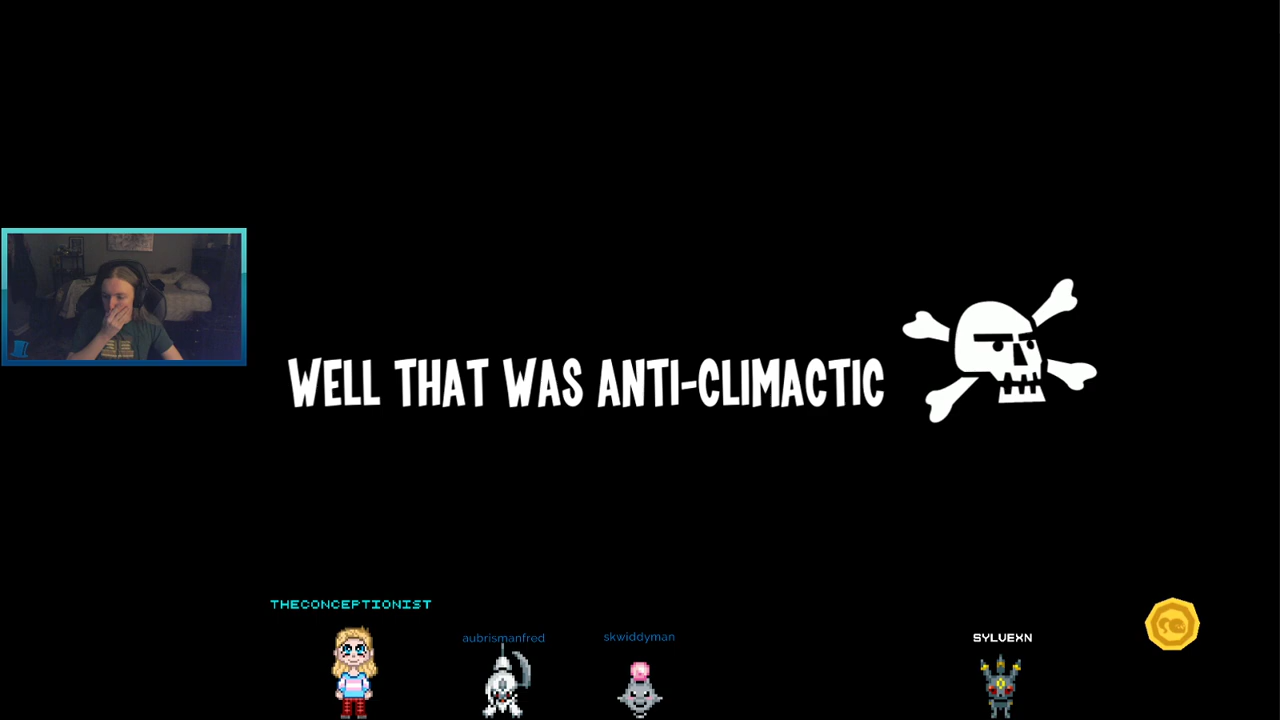 WELL THAT WAS ANTI-CLIMACTIC
THECONCEPTIONIST
aubrismanfred
skwiddyman
SYLVEXN